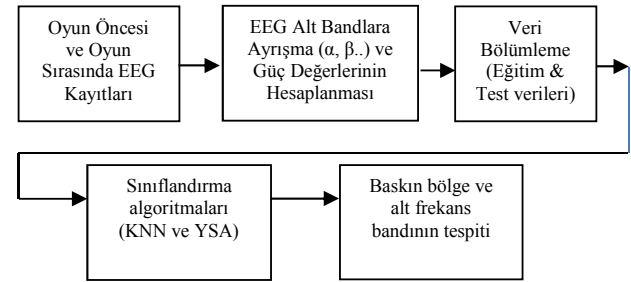 Oyun Öncesi
ve Oyun
Sırasında EEG
Kayıtları
EEG Alt Bandlara
Ayrışma (α, β..) ve
Güç Değerlerinin
Hesaplanması
Veri
Bölümleme
(Eğitim &
Test verileri)
Sınıflandırma
algoritmaları
(KNN ve YSA)
Baskın bölge ve
alt frekans
bandının tespiti